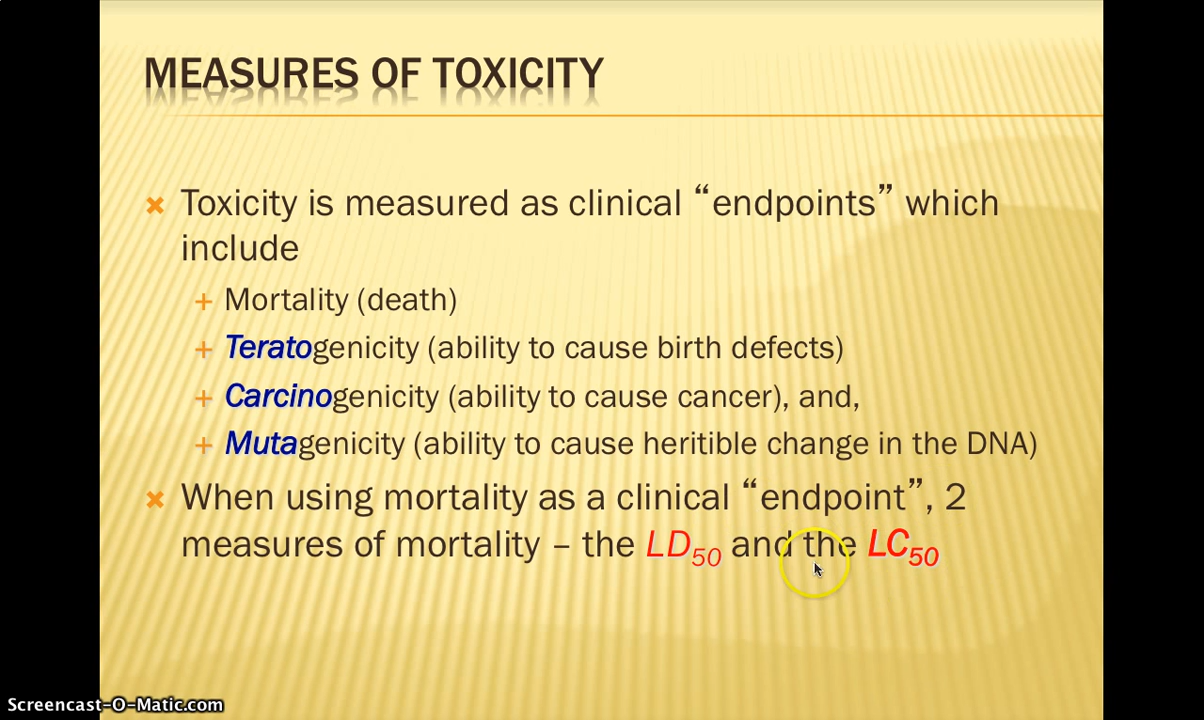 MEASURES OF TOXICITY
Toxicity is measured as clinical “endpoints” which
include
Mortality (death)
Teratogenicity (ability to cause birth defects)
Carcinogenicity (ability to cause cancer), and,
Mutagenicity (ability to cause heritible change in the DNA)
When using mortality as a clinical “endpoint”, 2
measures of mortality – the LD50 and the LC50
Screencast-O-Matic.com